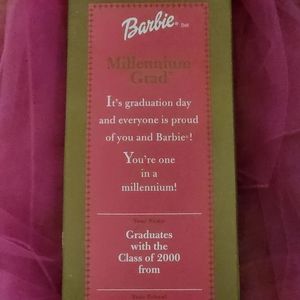 Barbie®
Millennium
Grad™
It's graduation day
and everyone is proud
of you and Barbie®!
You're one
in a
millennium!
Your Name
Graduates
with the
Class of 2000
from
Your School